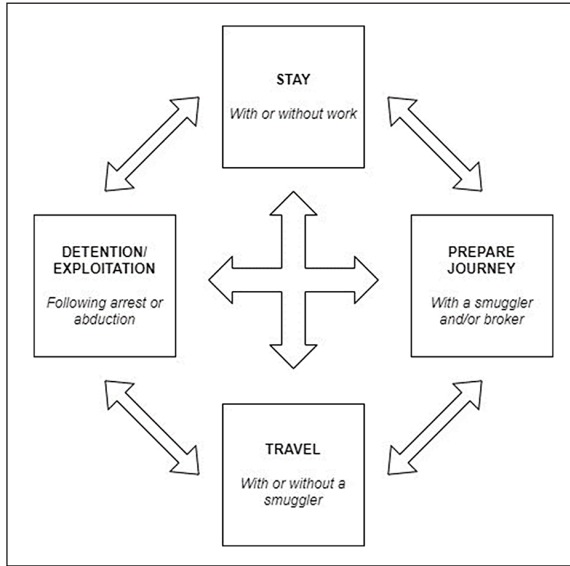 STAY
With or without work
DETENTION/
EXPLOITATION
Following arrest or
abduction
PREPARE
JOURNEY
With a smuggler
and/or broker
TRAVEL
With or without a
smuggler